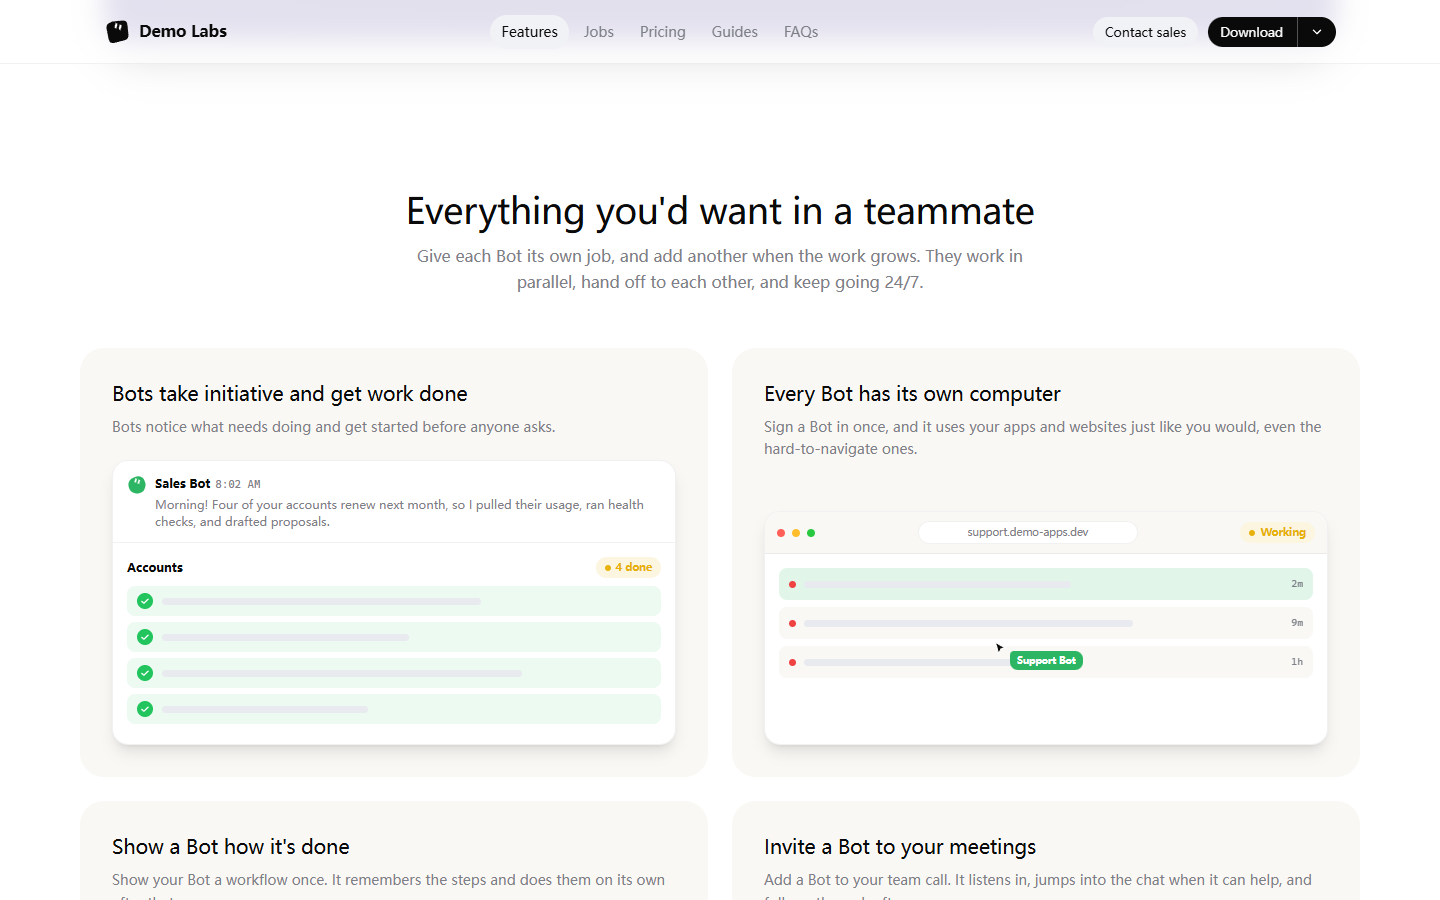 Demo Labs
Features
Jobs
Pricing
Guides
FAQs
Contact sales
Download
Everything you'd want in a teammate
Give each Bot its own job, and add another when the work grows. They work in
parallel, hand off to each other, and keep going 24/7.
Bots take initiative and get work done
Bots notice what needs doing and get started before anyone asks.
Sales Bot 8:02 AM
Morning! Four of your accounts renew next month, so I pulled their usage, ran health
checks, and drafted proposals.
Accounts
4 done
Every Bot has its own computer
Sign a Bot in once, and it uses your apps and websites just like you would, even the
hard-to-navigate ones.
support.demo-apps.dev
Working
2m
9m
1h
Support Bot
Show a Bot how it's done
Show your Bot a workflow once. It remembers the steps and does them on its own
Invite a Bot to your meetings
Add a Bot to your team call. It listens in, jumps into the chat when it can help, and